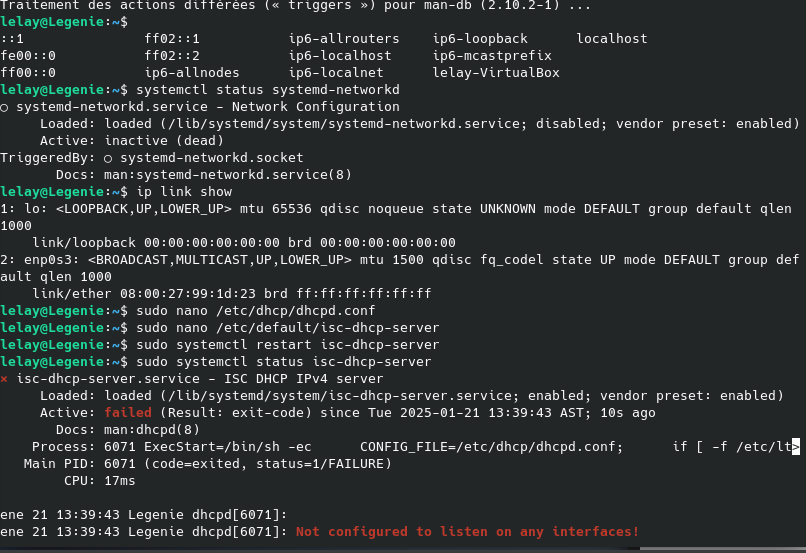 Traitement des actions différées (« triggers ») pour man-db (2.10.2-1) ...
lelay@Legenie:~$
::1                ff02::1           ip6-allrouters    ip6-loopback      localhost
fe00::0           ff02::2           ip6-localhost     ip6-mcastprefix
ff00::0           ip6-allnodes      ip6-localnet      lelay-VirtualBox
lelay@Legenie:~$ systemctl status systemd-networkd
○ systemd-networkd.service - Network Configuration
     Loaded: loaded (/lib/systemd/system/systemd-networkd.service; disabled; vendor preset: enabled)
     Active: inactive (dead)
TriggeredBy: ○ systemd-networkd.socket
       Docs: man:systemd-networkd.service(8)
lelay@Legenie:~$ ip link show
1: lo: <LOOPBACK,UP,LOWER_UP> mtu 65536 qdisc noqueue state UNKNOWN mode DEFAULT group default qlen
1000
    link/loopback 00:00:00:00:00:00 brd 00:00:00:00:00:00
2: enp0s3: <BROADCAST,MULTICAST,UP,LOWER_UP> mtu 1500 qdisc fq_codel state UP mode DEFAULT group def
ault qlen 1000
    link/ether 08:00:27:99:1d:23 brd ff:ff:ff:ff:ff:ff
lelay@Legenie:~$ sudo nano /etc/dhcp/dhcpd.conf
lelay@Legenie:~$ sudo nano /etc/default/isc-dhcp-server
lelay@Legenie:~$ sudo systemctl restart isc-dhcp-server
lelay@Legenie:~$ sudo systemctl status isc-dhcp-server
× isc-dhcp-server.service - ISC DHCP IPv4 server
     Loaded: loaded (/lib/systemd/system/isc-dhcp-server.service; enabled; vendor preset: enabled)
     Active: failed (Result: exit-code) since Tue 2025-01-21 13:39:43 AST; 10s ago
       Docs: man:dhcpd(8)
    Process: 6071 ExecStart=/bin/sh -ec      CONFIG_FILE=/etc/dhcp/dhcpd.conf;      if [ -f /etc/lt>
   Main PID: 6071 (code=exited, status=1/FAILURE)
        CPU: 17ms
ene 21 13:39:43 Legenie dhcpd[6071]:
ene 21 13:39:43 Legenie dhcpd[6071]: Not configured to listen on any interfaces!